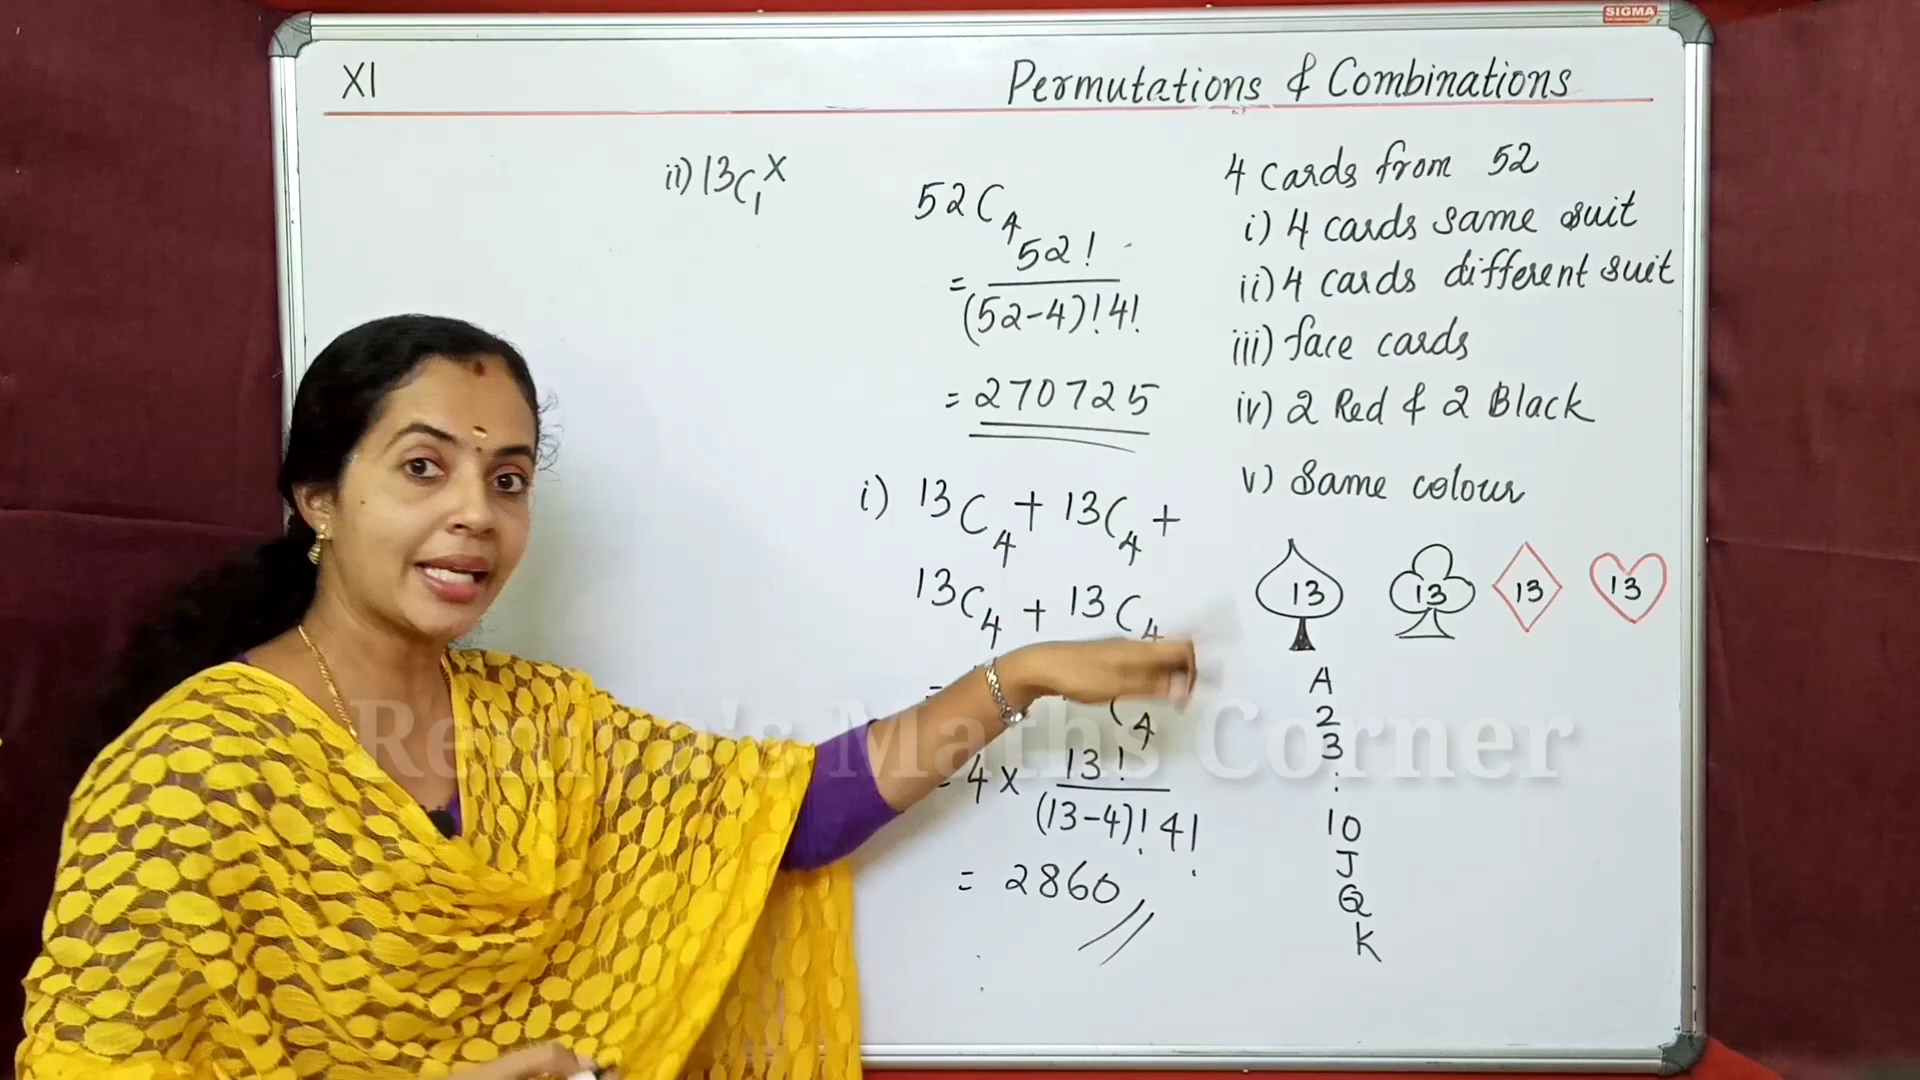 SIGMA
XI
Permutations & Combinations
ii) 13C₁ ×
52C₄
= 52! / (52-4)! 4!
= 270725
i) 13C₄ + 13C₄ +
13C₄ + 13C₄
=
C₄
= 4 × 13! / (13-4)! 4!
= 2860
4 cards from 52
i) 4 cards same suit
ii) 4 cards different suit
iii) face cards
iv) 2 Red & 2 Black
v) Same colour
13 13 13 13
A
2
3
:
10
J
Q
K
Maths Corner